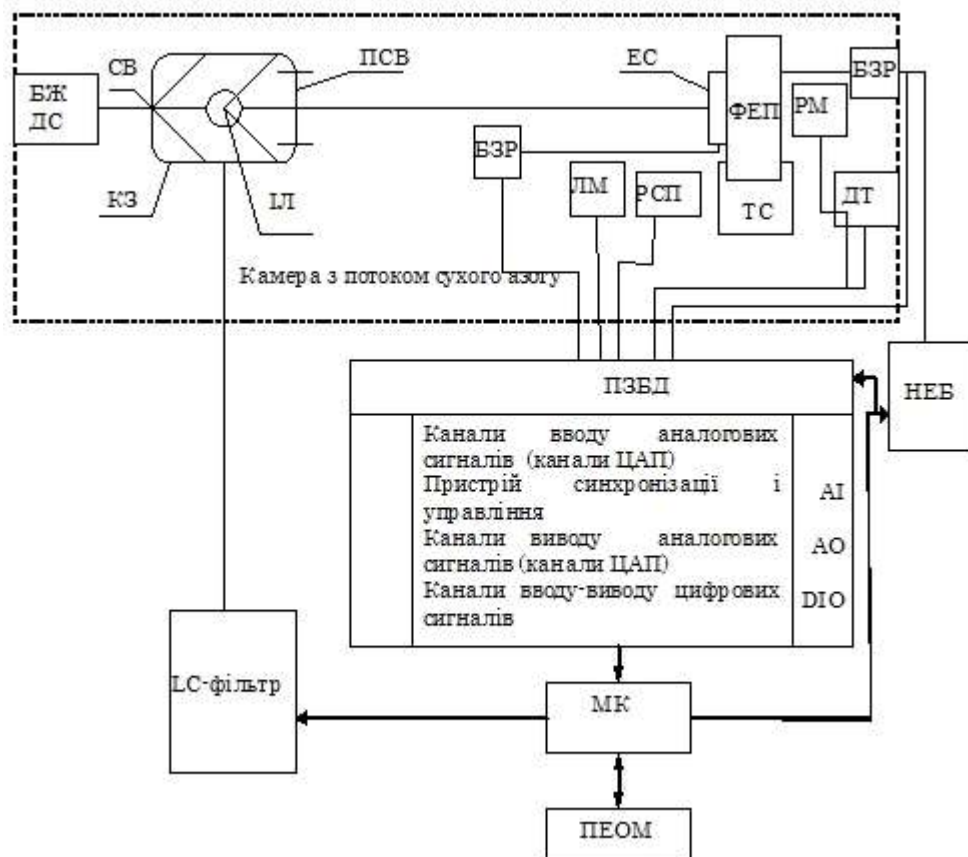 СВ
ПСВ
ЕС
БЗР
БЖ
ДС
ФЕП
РМ
БЗР
КЗ
ІЛ
ЛМ
РСП
ТС
ДТ
Камера з потоком сухого азоту
ПЗБД
НЕБ
Канали вводу аналогових
сигналів (канали ЦАП)
Пристрій синхронізації і
управління
Канали виводу аналогових
сигналів (канали ЦАП)
Канали вводу-виводу цифрових
сигналів
AI
AO
DIO
LC-фільтр
МК
ПЕОМ